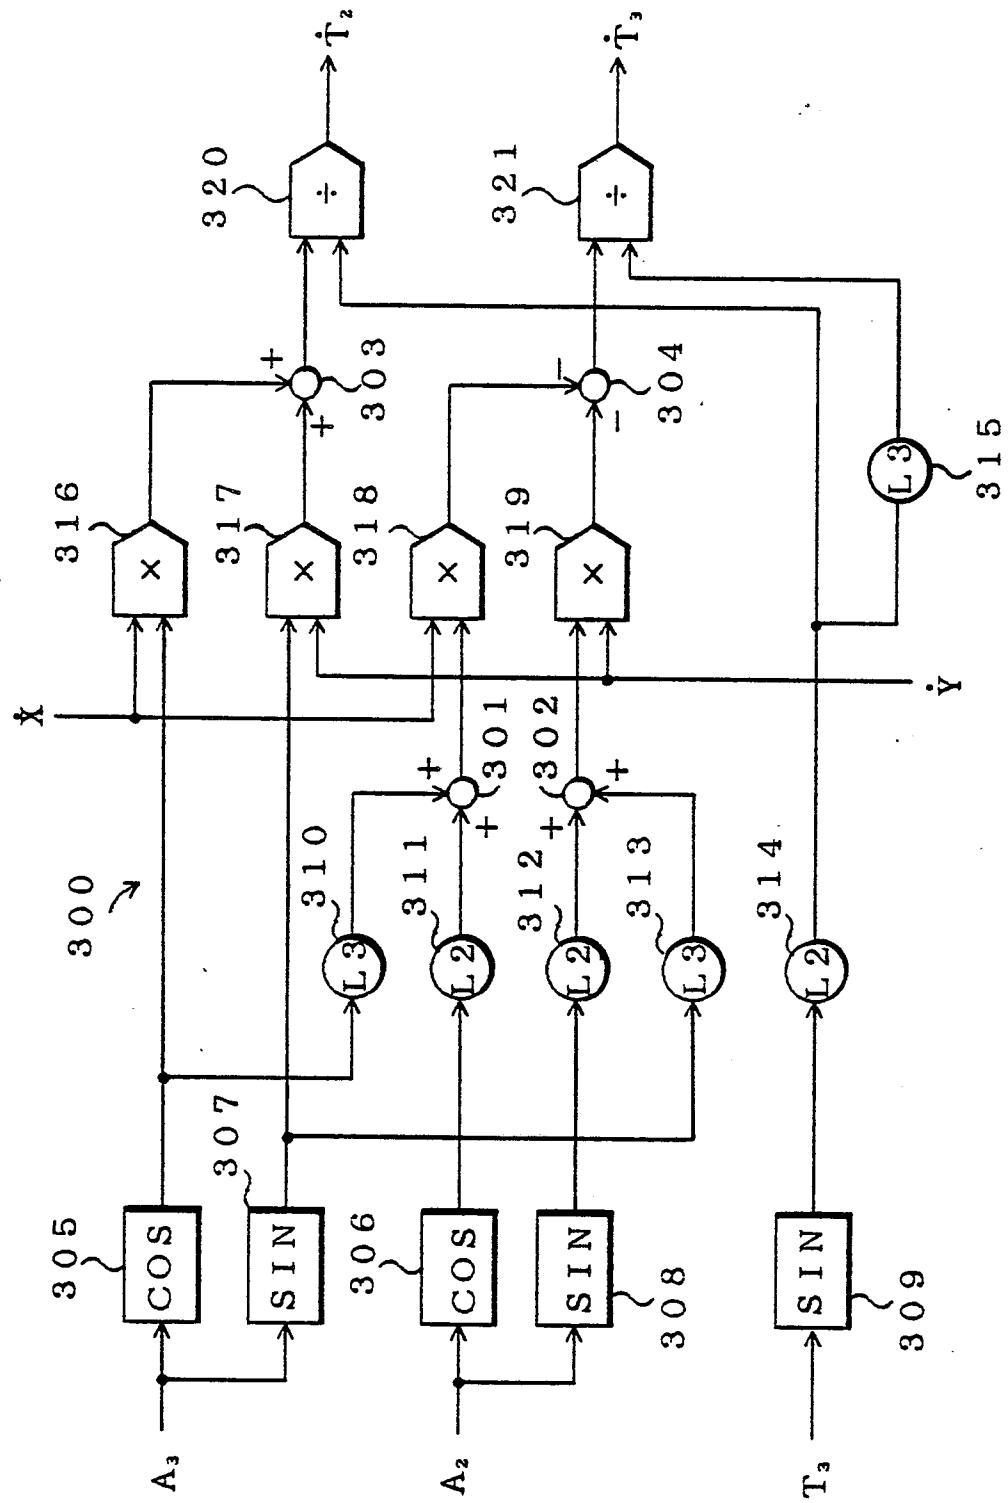 300
A₃
305
COS
307
SIN
A₂
306
COS
SIN
308
T₃
SIN
309
310
L3
311
L2
312
L2
313
L3
314
L2
Ẋ
Ẏ
+
+
301
302
+
+
316
×
317
×
318
×
319
×
+
+
303
−
−
304
L3
315
320
÷
Ṫ₂
321
÷
Ṫ₃